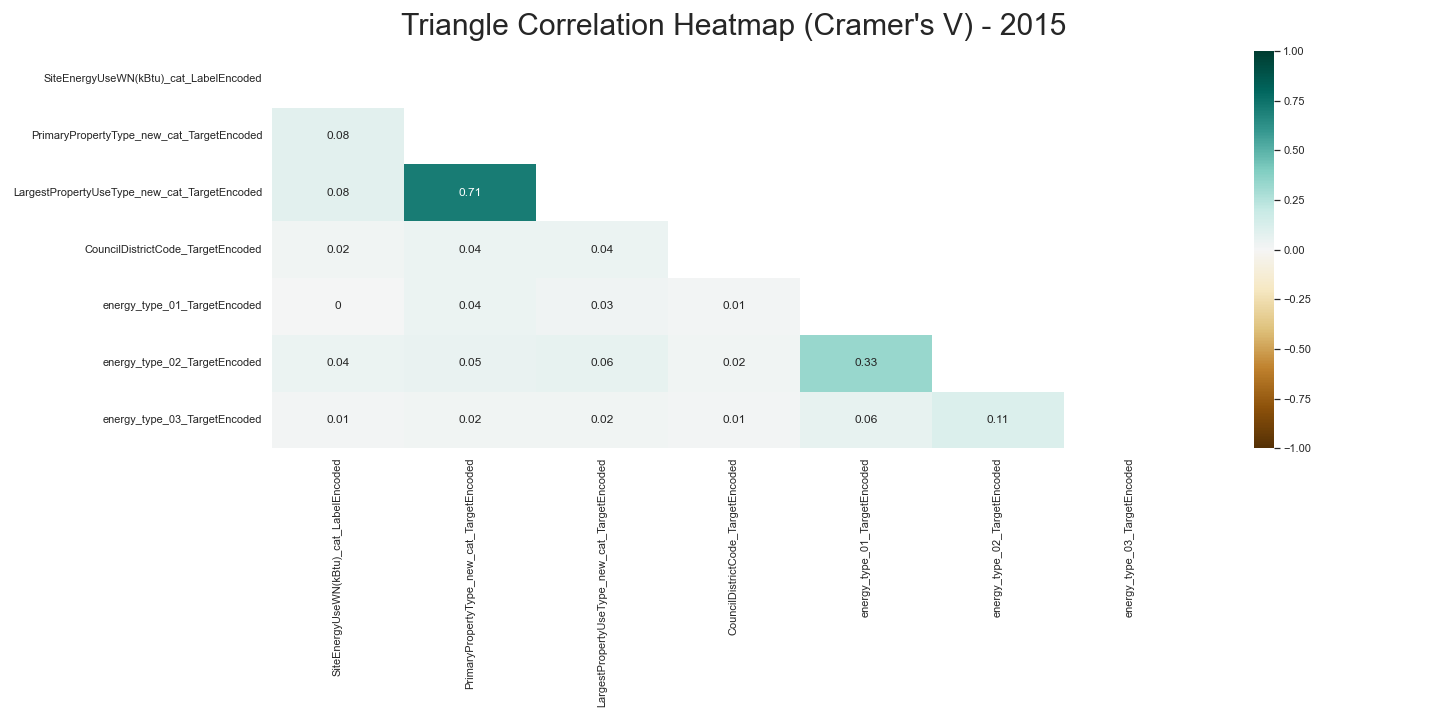 Triangle Correlation Heatmap (Cramer's V) - 2015
SiteEnergyUseWN(kBtu)_cat_LabelEncoded
PrimaryPropertyType_new_cat_TargetEncoded
0.08
LargestPropertyUseType_new_cat_TargetEncoded
0.08
0.71
CouncilDistrictCode_TargetEncoded
0.02
0.04
0.04
energy_type_01_TargetEncoded
0
0.04
0.03
0.01
energy_type_02_TargetEncoded
0.04
0.05
0.06
0.02
0.33
energy_type_03_TargetEncoded
0.01
0.02
0.02
0.01
0.06
0.11
SiteEnergyUseWN(kBtu)_cat_LabelEncoded
PrimaryPropertyType_new_cat_TargetEncoded
LargestPropertyUseType_new_cat_TargetEncoded
CouncilDistrictCode_TargetEncoded
energy_type_01_TargetEncoded
energy_type_02_TargetEncoded
energy_type_03_TargetEncoded
1.00
0.75
0.50
0.25
0.00
−0.25
−0.50
−0.75
−1.00